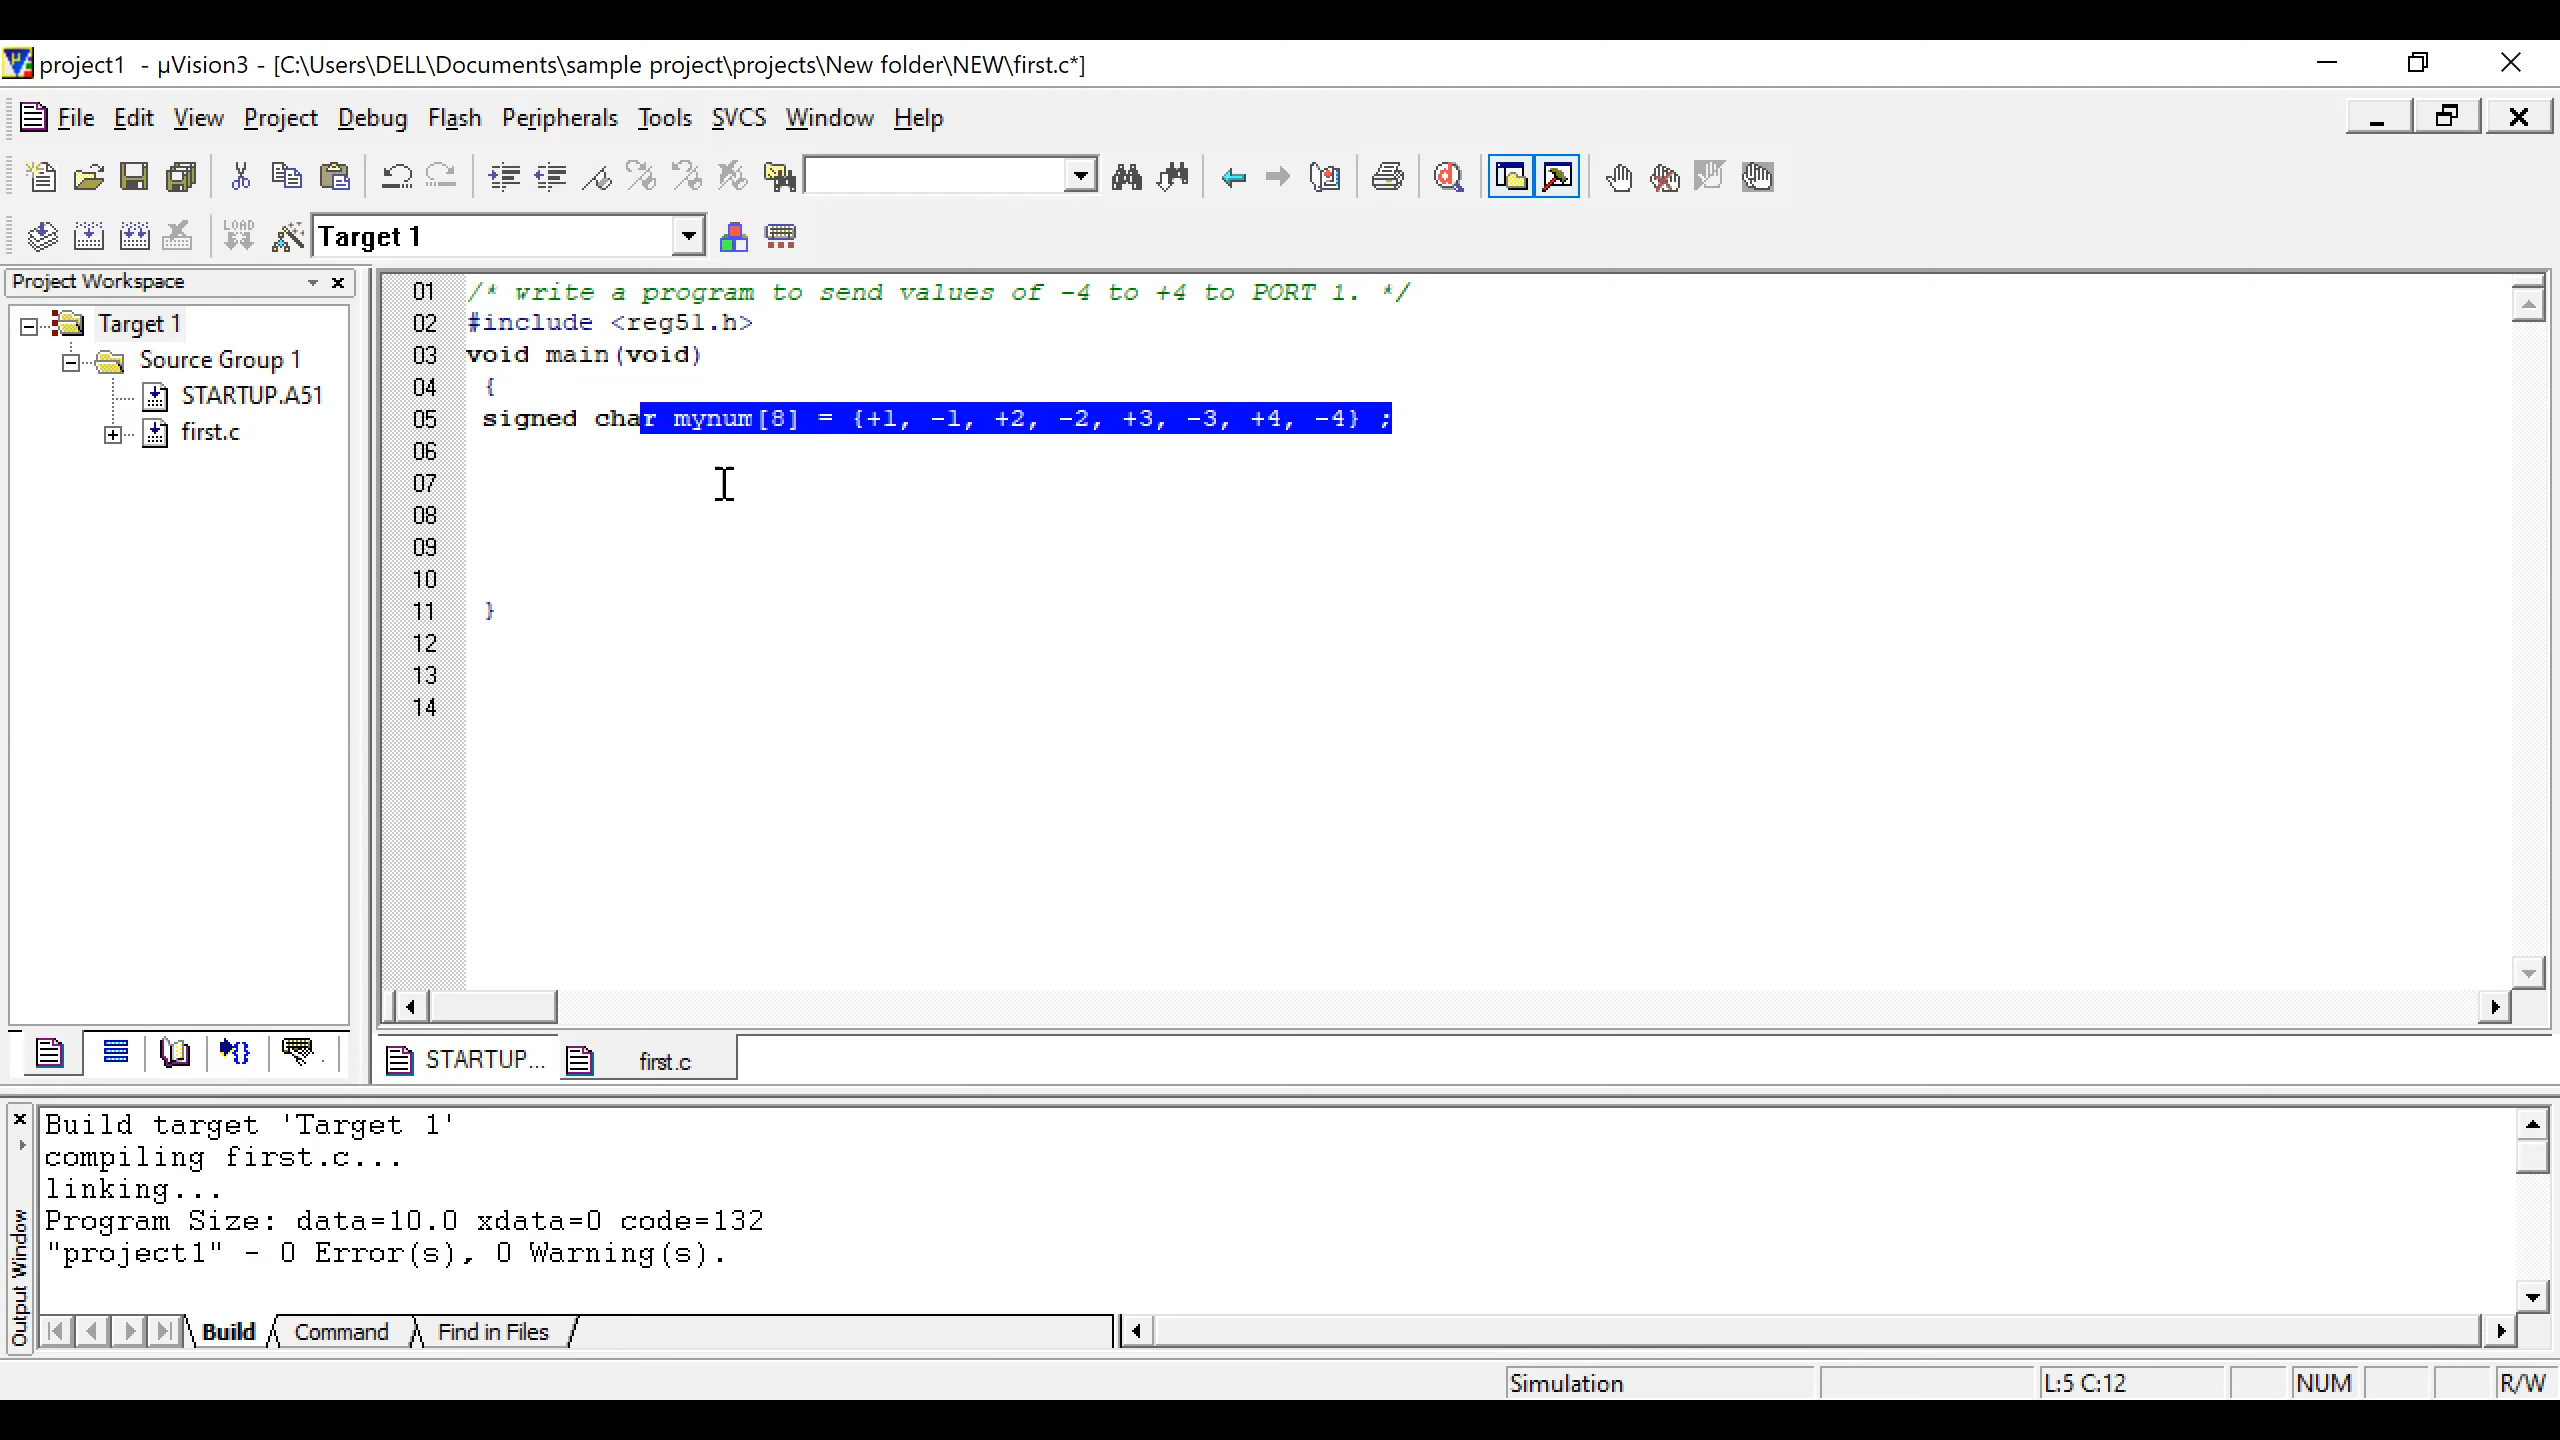 project1 - µVision3 - [C:\Users\DELL\Documents\sample project\projects\New folder\NEW\first.c*]
File Edit View Project Debug Flash Peripherals Tools SVCS Window Help
LOAD
Target 1
Project Workspace
Target 1
Source Group 1
STARTUP.A51
first.c
01 /* write a program to send values of -4 to +4 to PORT 1. */
02 #include <reg51.h>
03 void main(void)
04 {
05 signed char mynum[8] = {+1, -1, +2, -2, +3, -3, +4, -4} ;
06
07
08
09
10
11 }
12
13
14
STARTUP... first.c
Output Window
Build target 'Target 1'
compiling first.c...
linking...
Program Size: data=10.0 xdata=0 code=132
"project1" - 0 Error(s), 0 Warning(s).
Build Command Find in Files
Simulation L:5 C:12 NUM R/W